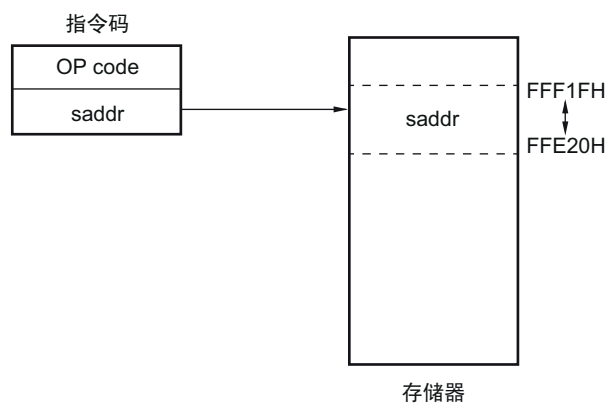 指令码
OP code
saddr
saddr
FFF1FH
FFE20H
存储器